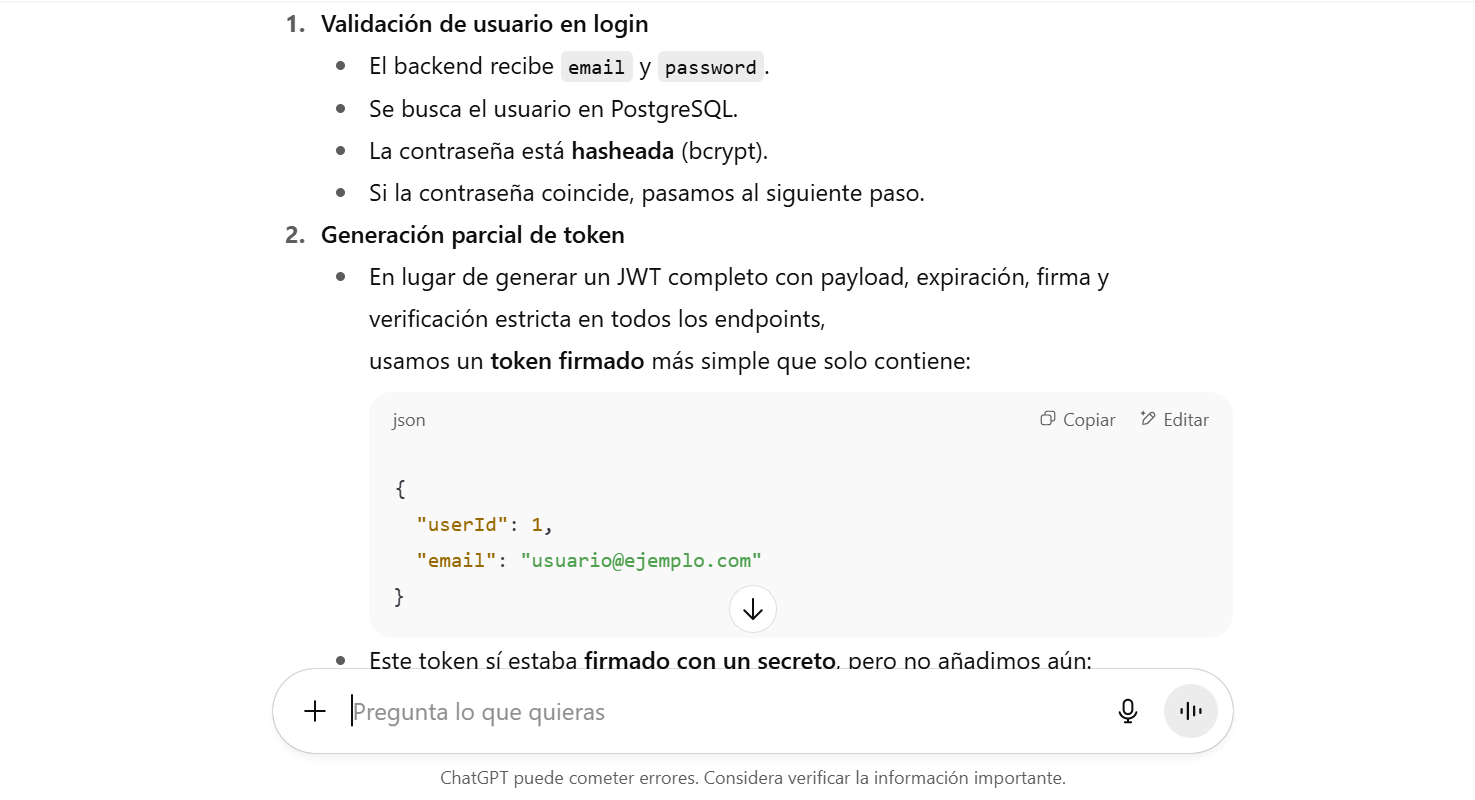 1. Validación de usuario en login
• El backend recibe email y password.
• Se busca el usuario en PostgreSQL.
• La contraseña está hasheada (bcrypt).
• Si la contraseña coincide, pasamos al siguiente paso.
2. Generación parcial de token
• En lugar de generar un JWT completo con payload, expiración, firma y
verificación estricta en todos los endpoints,
usamos un token firmado más simple que solo contiene:
json Copiar Editar
{
"userId": 1,
"email": "usuario@ejemplo.com"
}
• Este token sí estaba firmado con un secreto, pero no añadimos aún:
Pregunta lo que quieras
ChatGPT puede cometer errores. Considera verificar la información importante.